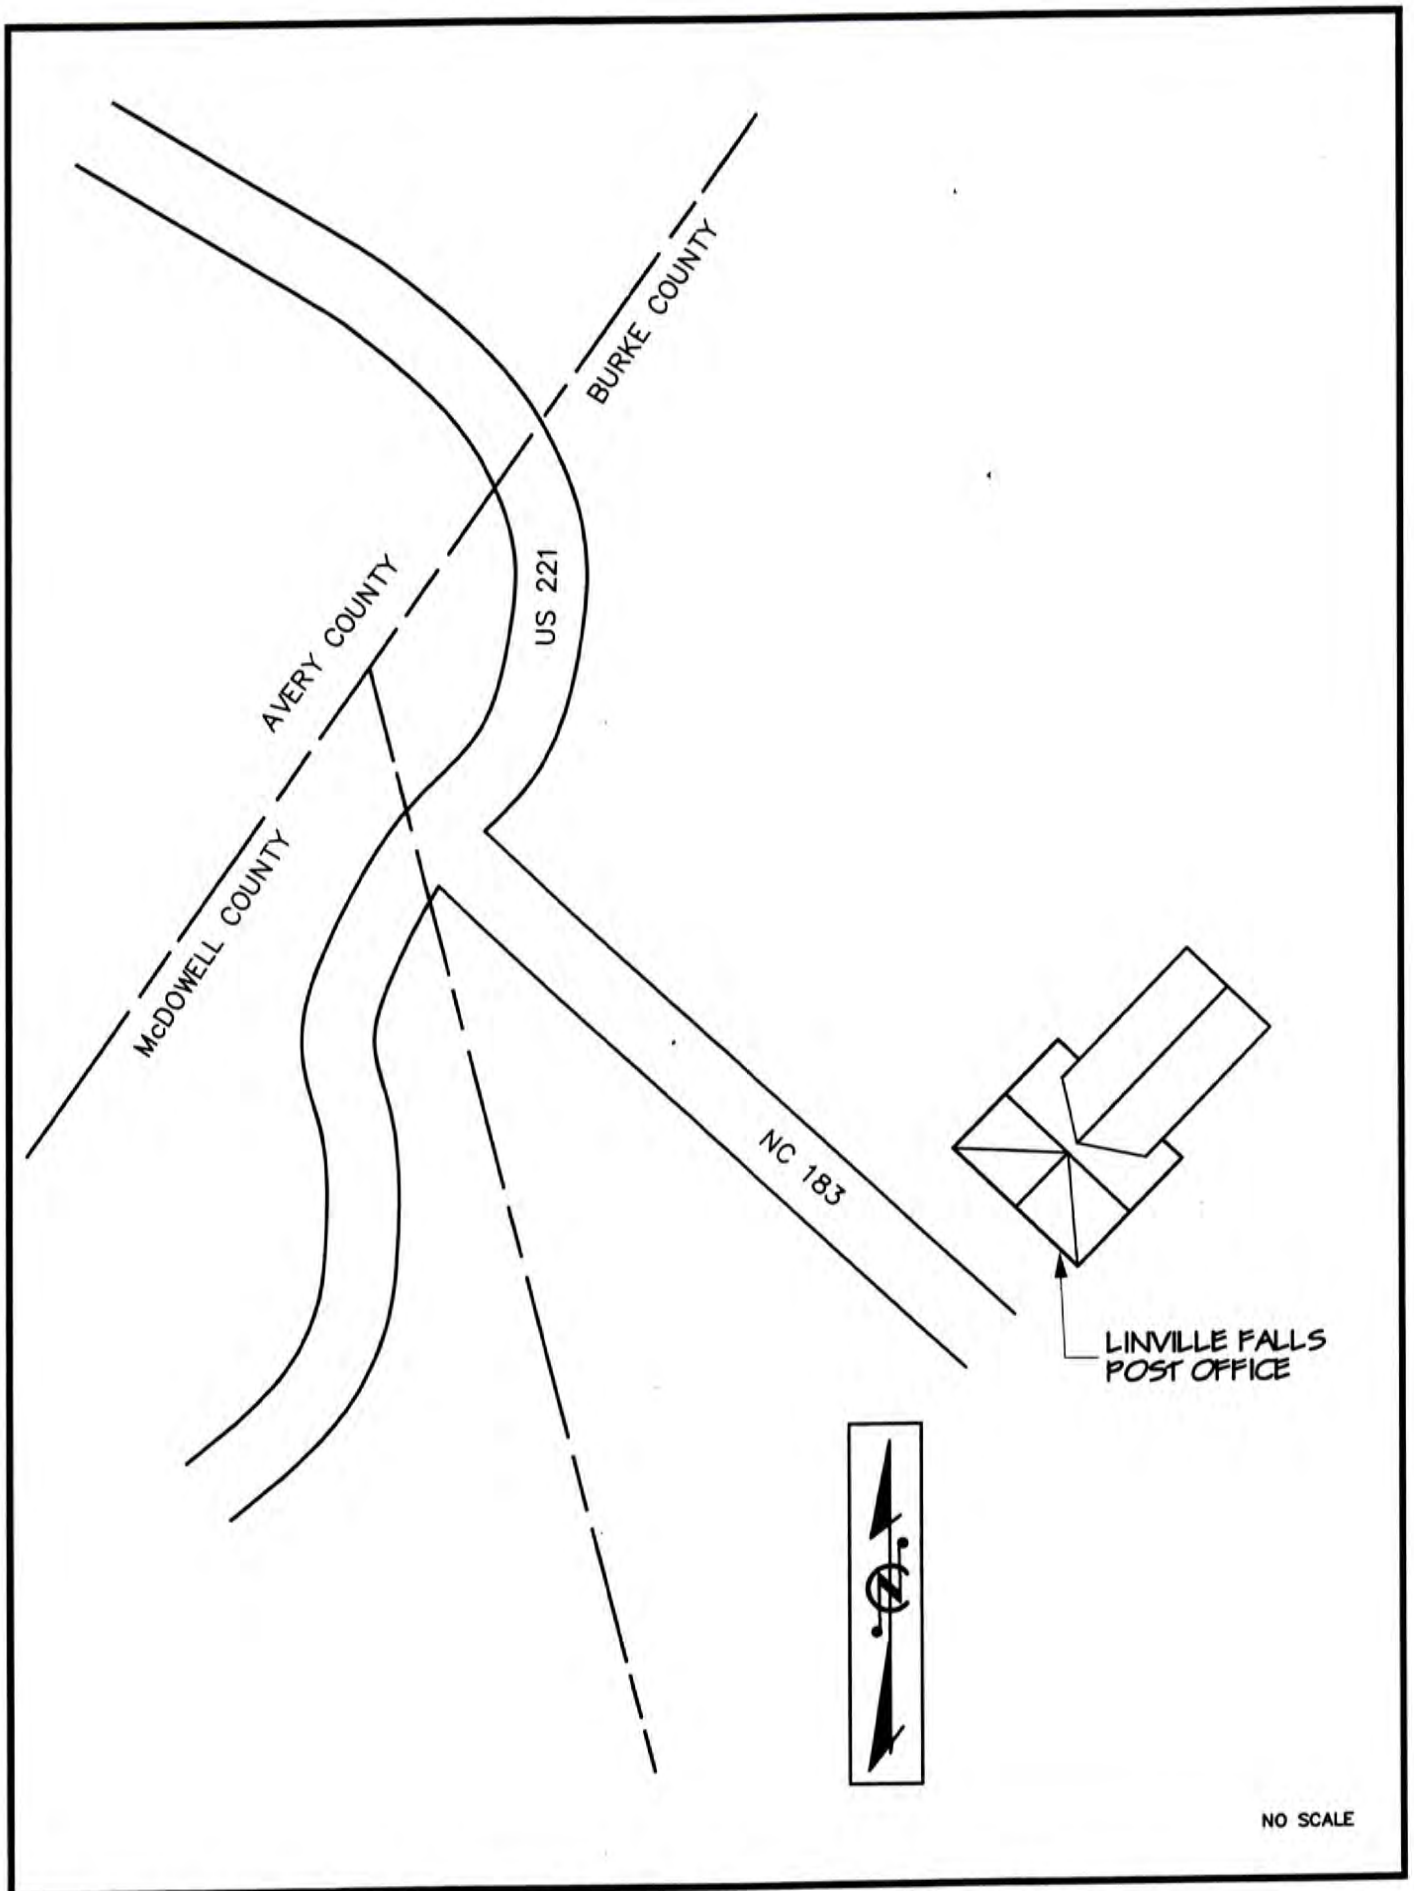 BURKE COUNTY
US 221
AVERY COUNTY
McDOWELL COUNTY
NC 183
LINVILLE FALLS
POST OFFICE
N
NO SCALE